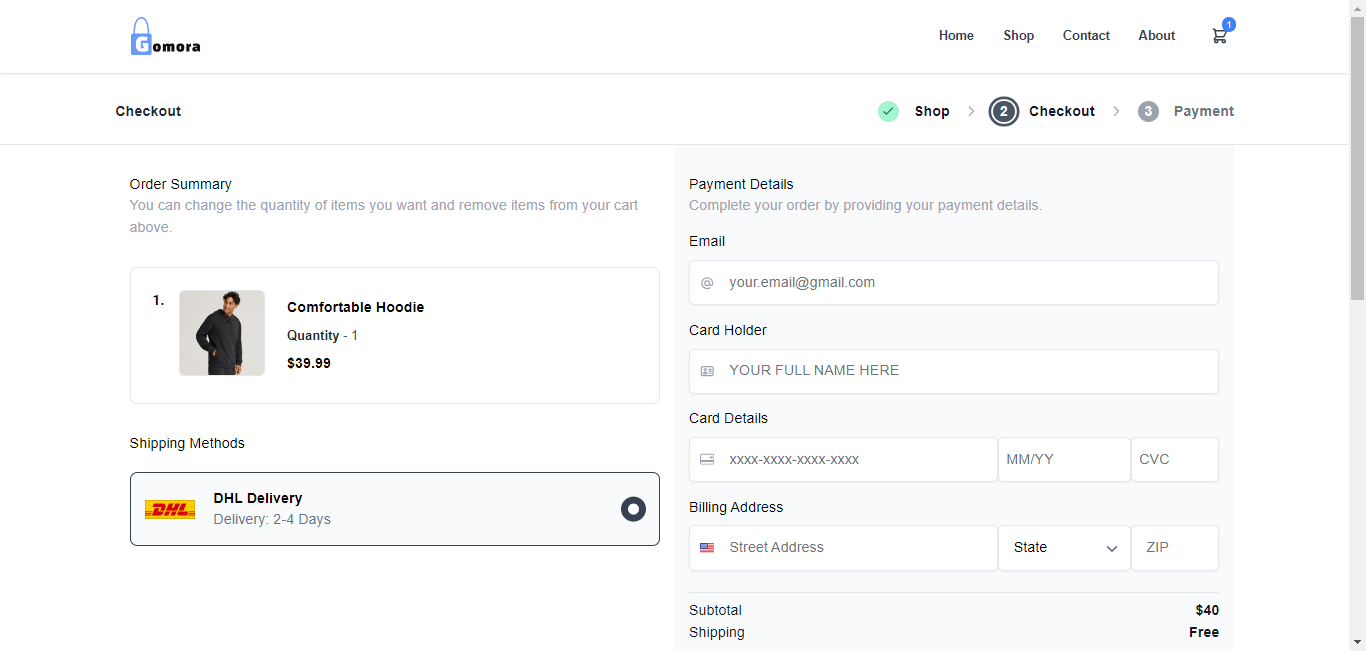 Gomora
Home Shop Contact About 1
Checkout
Shop 2 Checkout 3 Payment
Order Summary
You can change the quantity of items you want and remove items from your cart
above.
1.
Comfortable Hoodie
Quantity - 1
$39.99
Shipping Methods
DHL
DHL Delivery
Delivery: 2-4 Days
Payment Details
Complete your order by providing your payment details.
Email
@ your.email@gmail.com
Card Holder
YOUR FULL NAME HERE
Card Details
xxxx-xxxx-xxxx-xxxx MM/YY CVC
Billing Address
Street Address State ZIP
Subtotal $40
Shipping Free